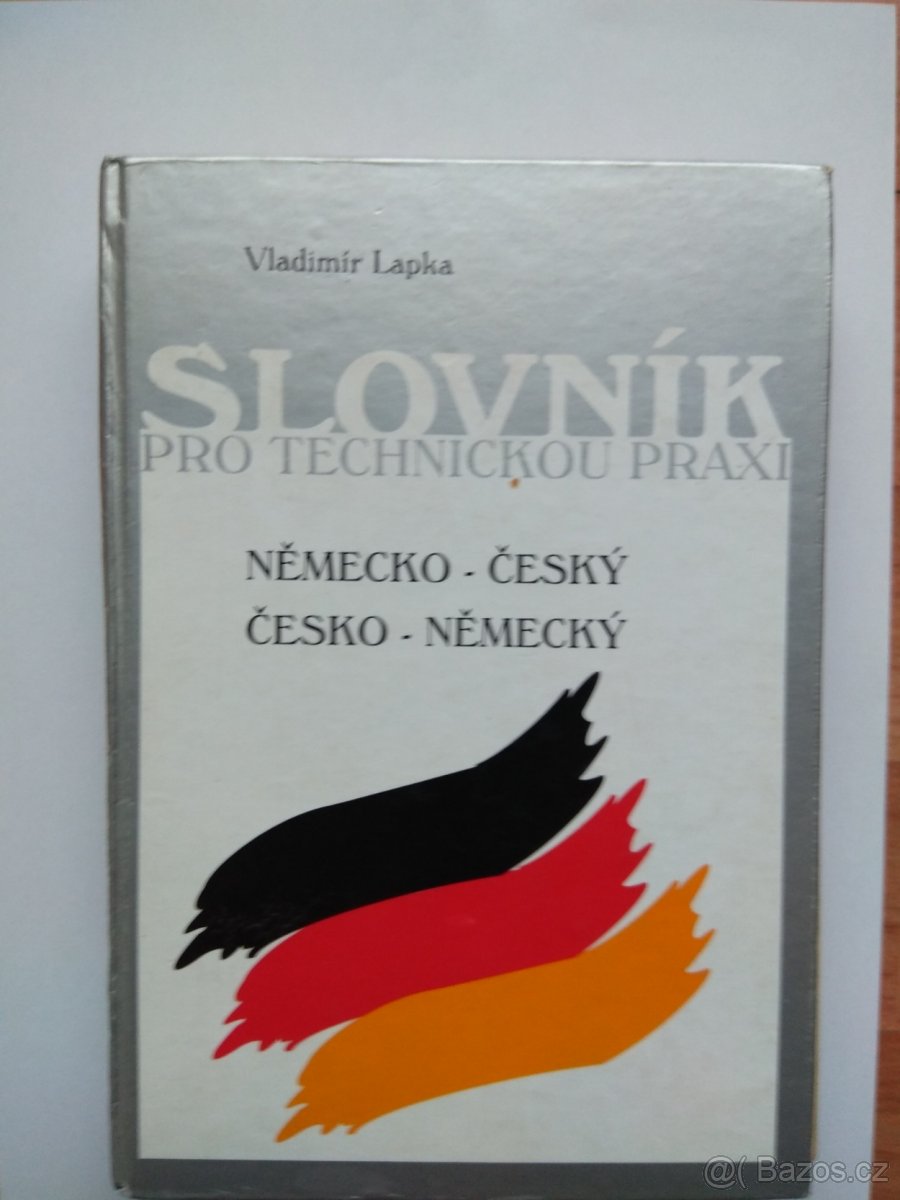 Vladimír Lapka
SLOVNÍK
PRO TECHNICKOU PRAXI
NĚMECKO - ČESKÝ
ČESKO - NĚMECKÝ
@( Bazos.cz